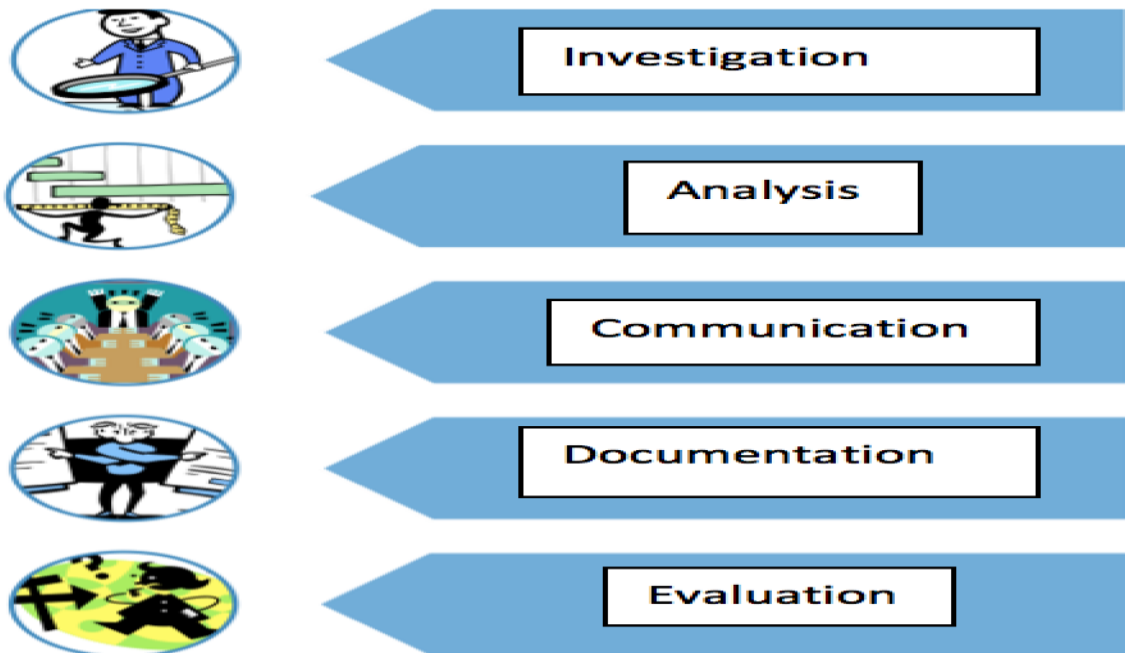 Investigation
Analysis
Communication
Documentation
Evaluation